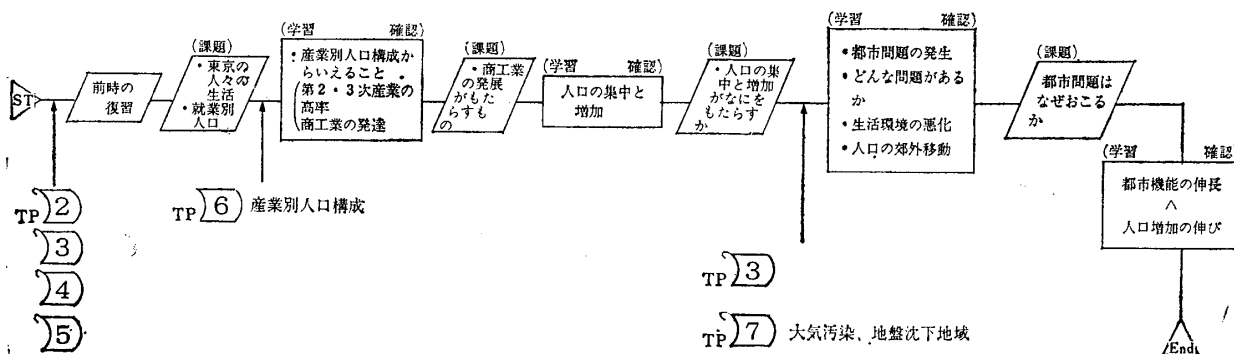 ST
前時の
復習
(課題)
・東京の
人々の
生活
・就業別
人口
(学習 確認)
・産業別人口構成か
らいえること
第2・3次産業の
高率
商工業の発達
(課題)
・商工業
の発展
がもた
らすも
の
(学習 確認)
人口の集中と
増加
(課題)
・人口の集
中と増加
がなにを
もたらす
か
(学習 確認)
・都市問題の発生
・どんな問題がある
か
・生活環境の悪化
・人口の郊外移動
(課題)
都市問題は
なぜおこる
か
(学習 確認)
都市機能の伸長
∧
人口増加の伸び
End
TP 2
3
4
5
TP 6 産業別人口構成
TP 3
TP 7 大気汚染、地盤沈下地域